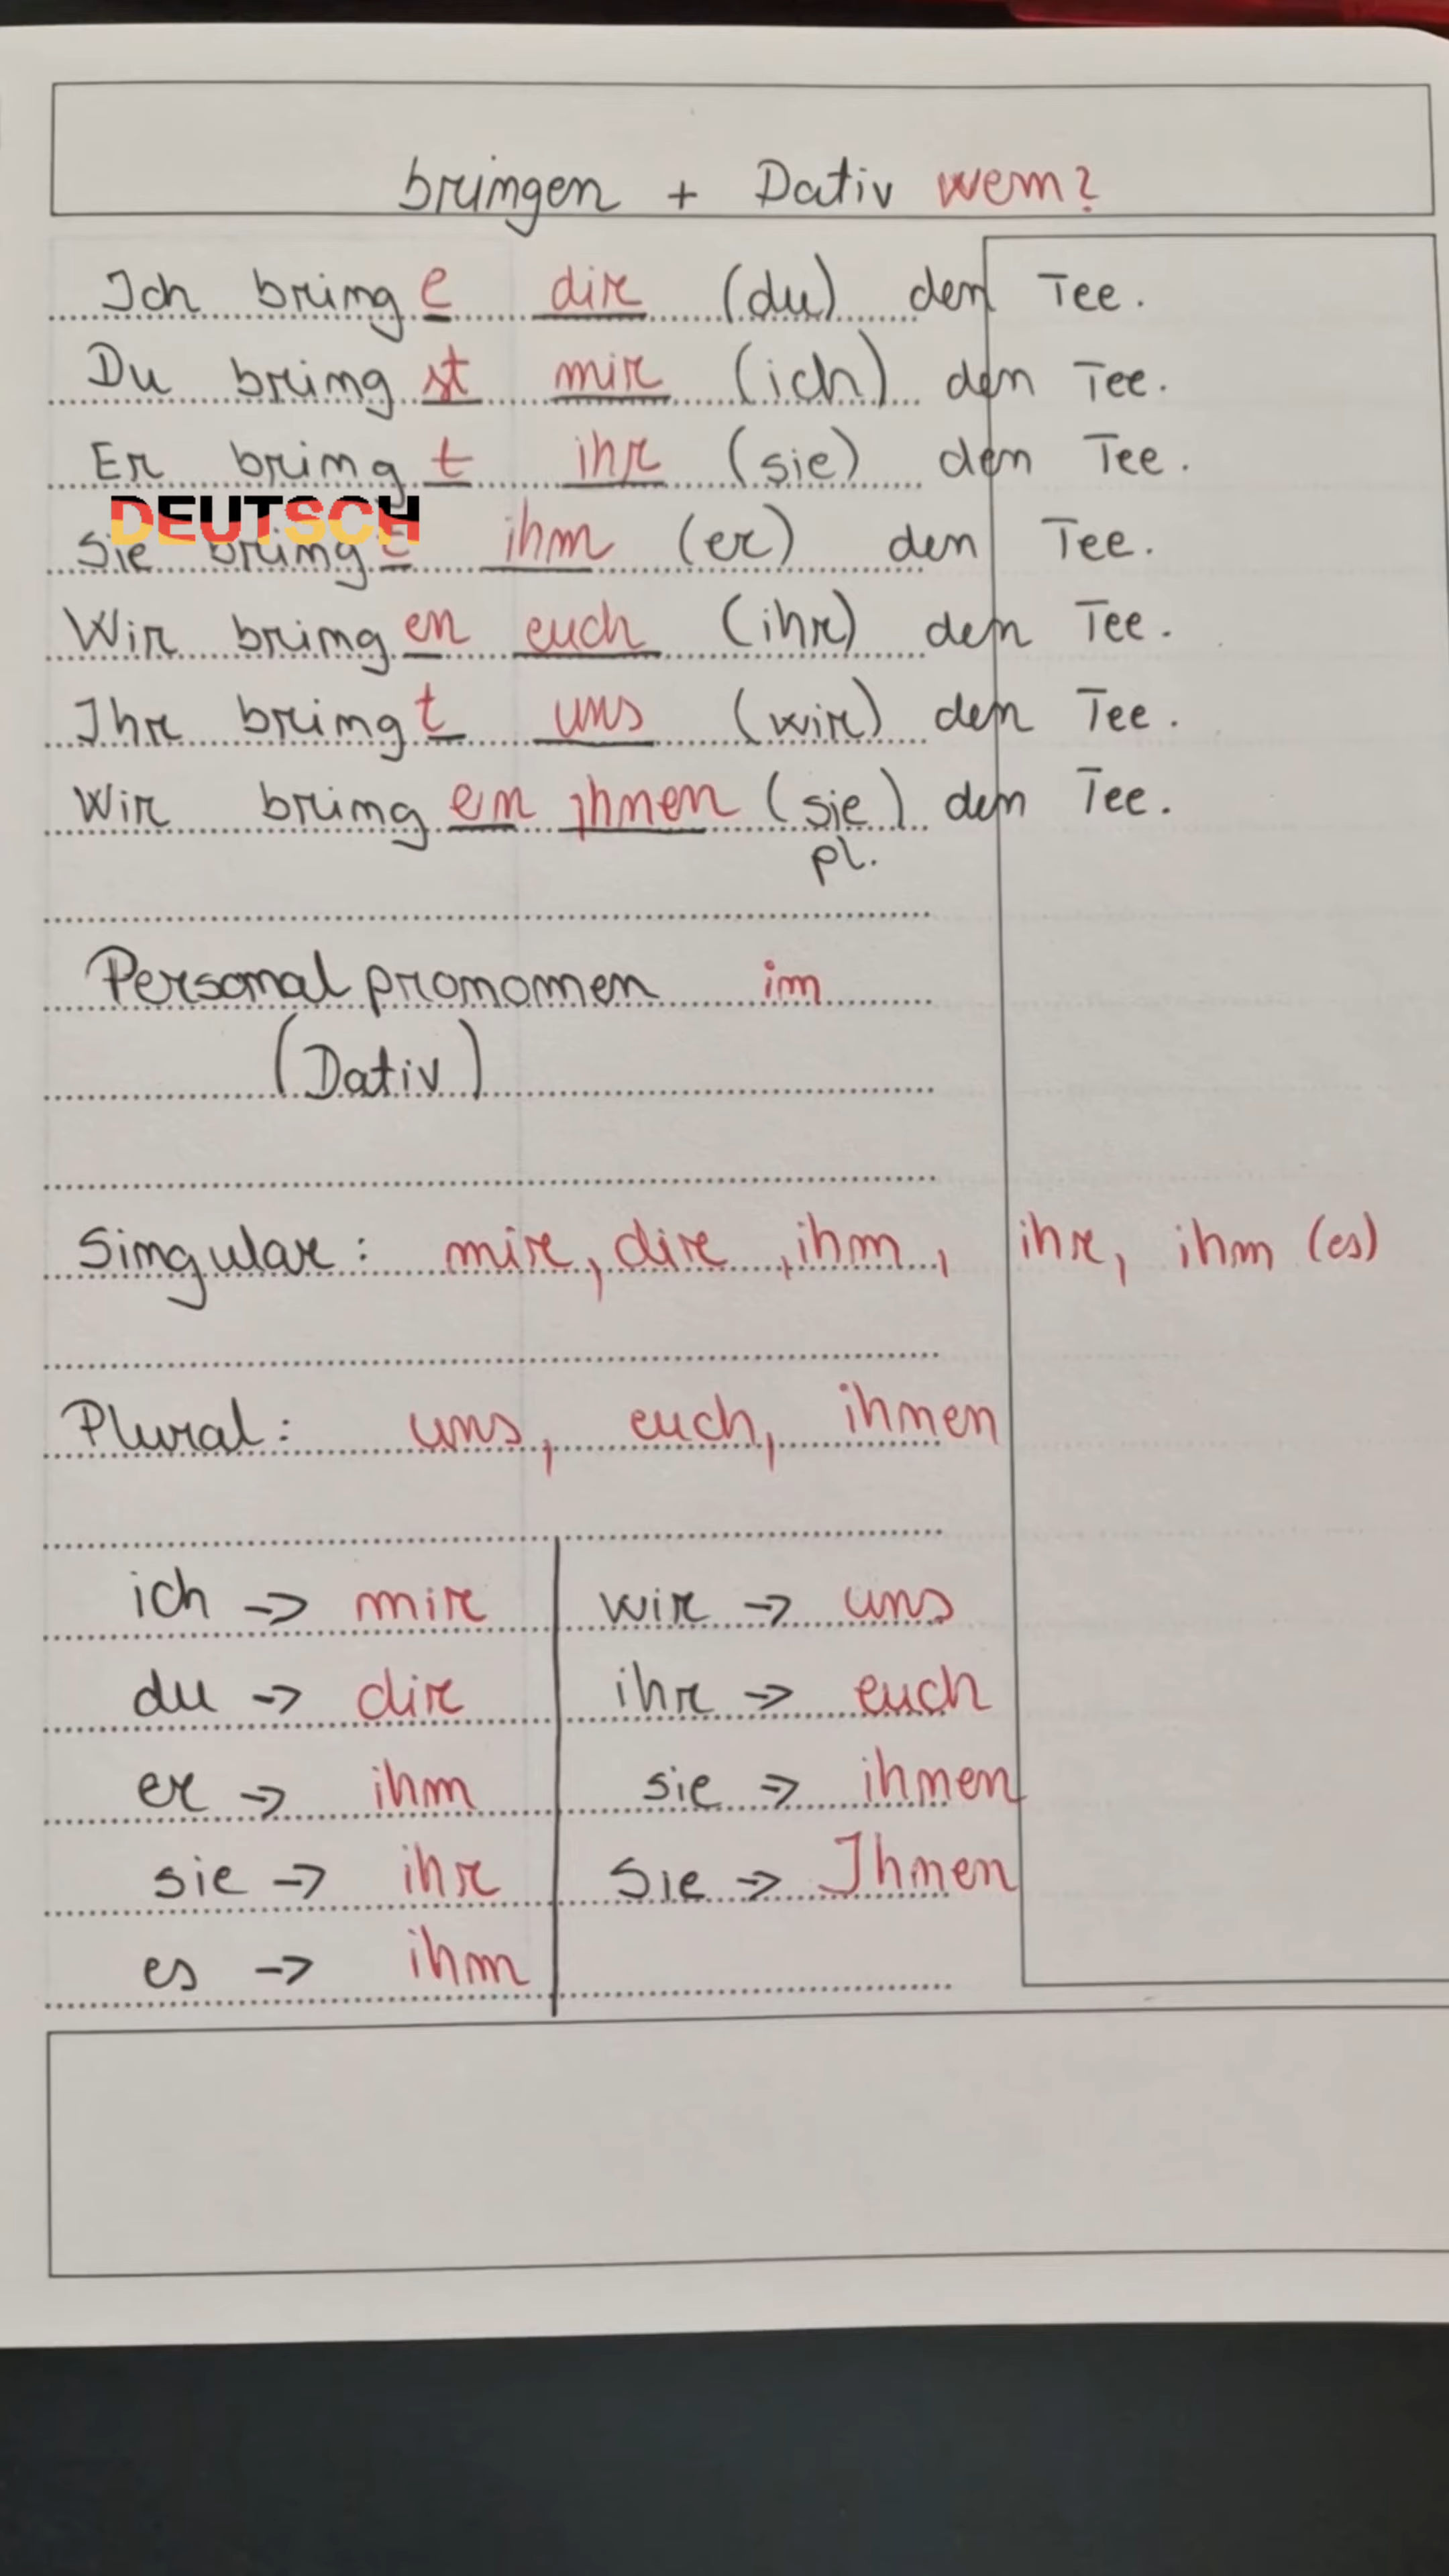 bringen + Dativ wem?
Ich bringe dir (du) den Tee.
Du bringst mir (ich) den Tee.
Er bringt ihr (sie) den Tee.
DEUTSCH
Sie bringt ihm (er) den Tee.
Wir bringen euch (ihr) den Tee.
Ihr bringt uns (wir) den Tee.
Wir bringen ihnen (sie) den Tee.
pl.
Personalpronomen im
(Dativ)
Singular: mir, dir, ihm, ihr, ihm (es)
Plural: uns, euch, ihnen
ich -> mir wir -> uns
du -> dir ihr -> euch
er -> ihm sie -> ihnen
sie -> ihr Sie -> Ihnen
es -> ihm